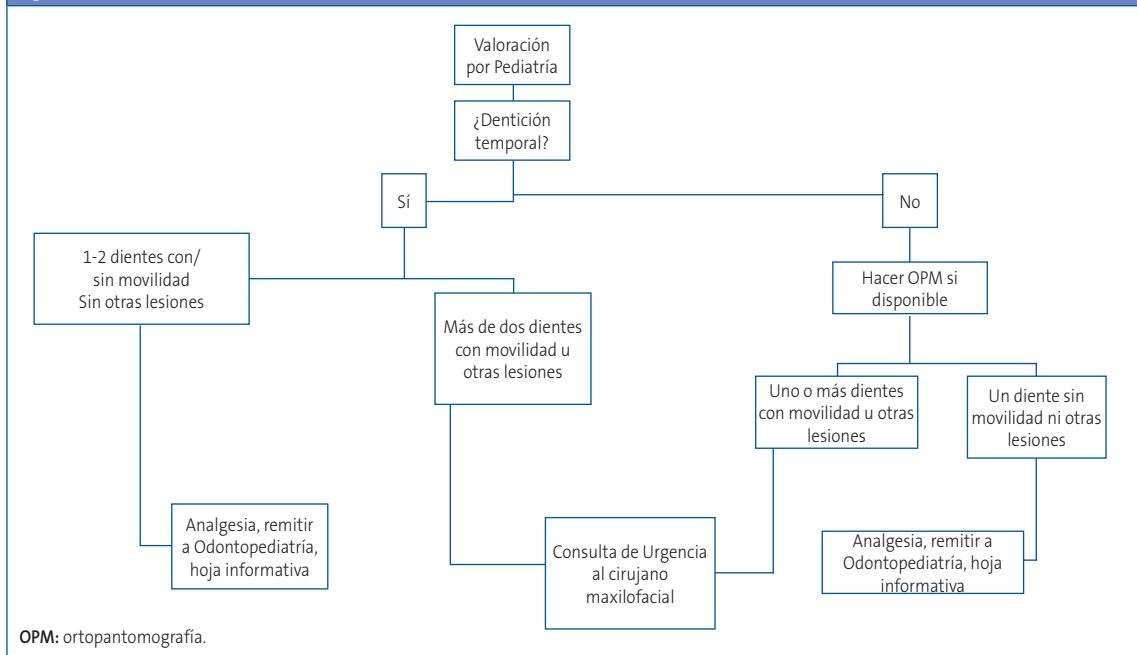 Valoración
por Pediatría
¿Dentición
temporal?
Sí
No
1-2 dientes con/
sin movilidad
Sin otras lesiones
Más de dos dientes
con movilidad u
otras lesiones
Hacer OPM si
disponible
Uno o más dientes
con movilidad u otras
lesiones
Un diente sin
movilidad ni otras
lesiones
Analgesia, remitir
a Odontopediatría,
hoja informativa
Consulta de Urgencia
al cirujano
maxilofacial
Analgesia, remitir a
Odontopediatría, hoja
informativa
OPM: ortopantomografía.